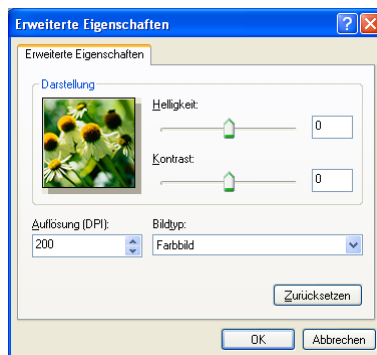 Erweiterte Eigenschaften
Erweiterte Eigenschaften
Darstellung
Helligkeit:
0
Kontrast:
0
Auflösung (DPI):
Bildtyp:
200
Farbbild
Zurücksetzen
OK
Abbrechen